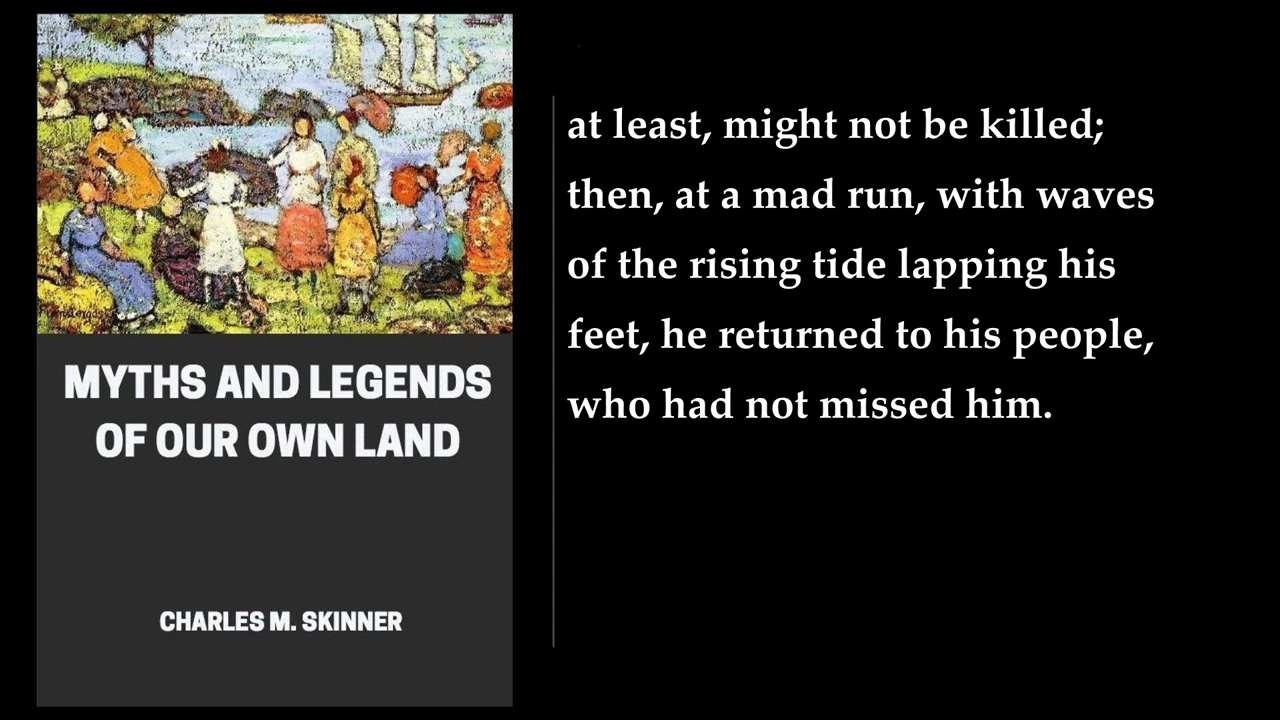 MYTHS AND LEGENDS
OF OUR OWN LAND
CHARLES M. SKINNER
at least, might not be killed;
then, at a mad run, with waves
of the rising tide lapping his
feet, he returned to his people,
who had not missed him.